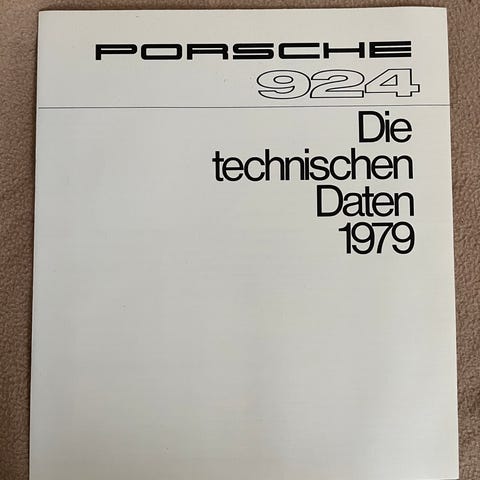 PORSCHE
924
Die
technischen
Daten
1979